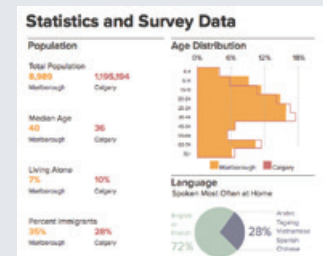 Statistics and Survey Data
Population
Total Population
8,989 1,195,194
Marlborough Calgary
Median Age
40 36
Marlborough Calgary
Living Alone
7% 10%
Marlborough Calgary
Percent Immigrants
35% 28%
Marlborough Calgary
Age Distribution
0% 6% 12% 18%
Marlborough Calgary
Language
Spoken Most Often at Home
English
72%
28%
Arabic
Tagalog
Vietnamese
Spanish
Chinese